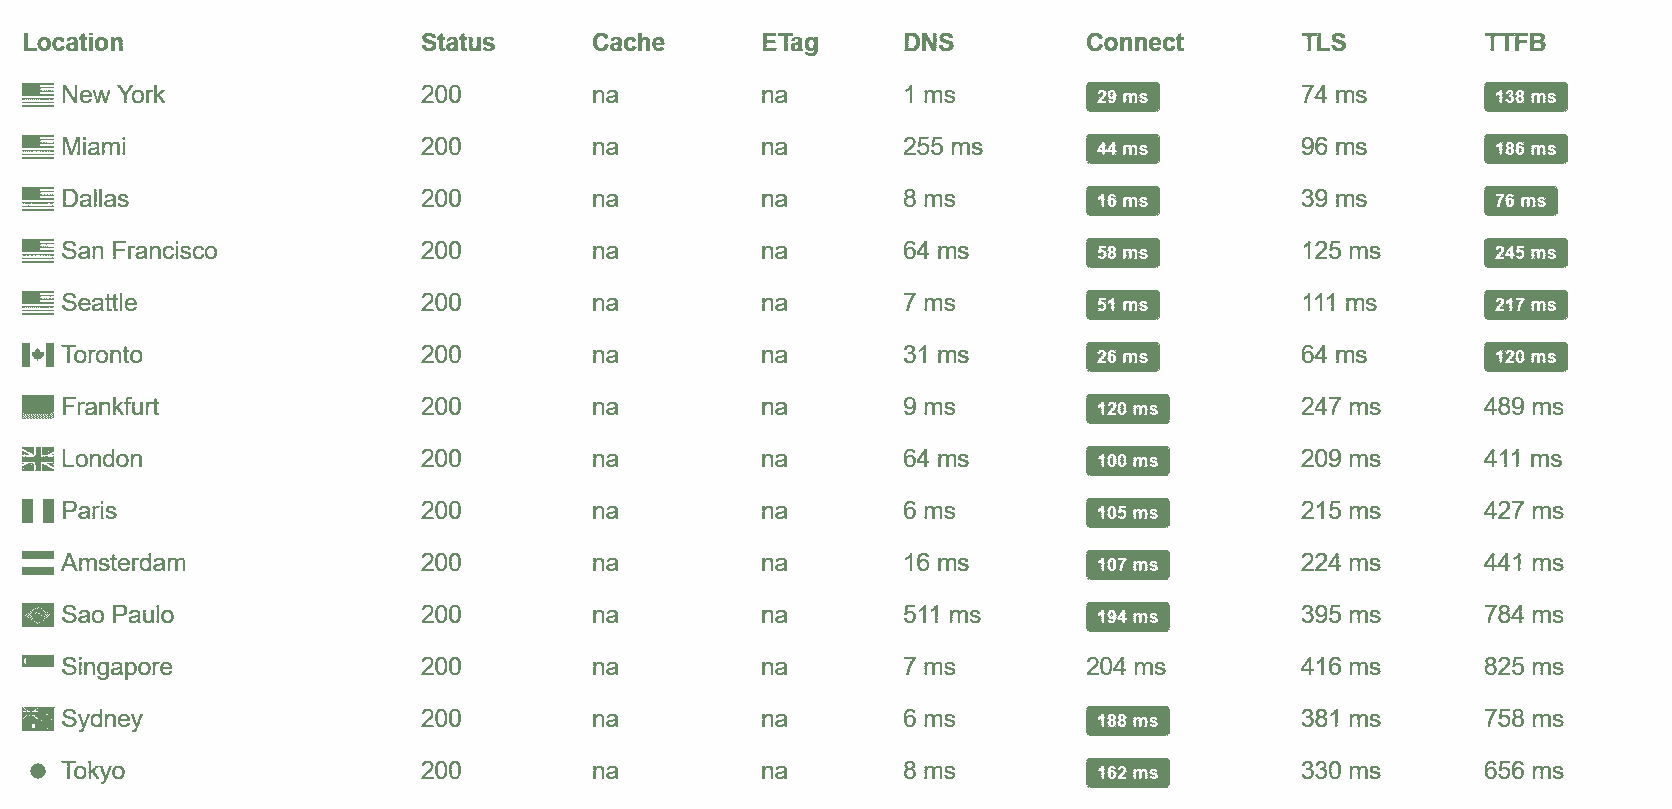 Location Status Cache ETag DNS Connect TLS TTFB
New York 200 na na 1 ms 29 ms 74 ms 138 ms
Miami 200 na na 255 ms 44 ms 96 ms 186 ms
Dallas 200 na na 8 ms 16 ms 39 ms 76 ms
San Francisco 200 na na 64 ms 58 ms 125 ms 245 ms
Seattle 200 na na 7 ms 51 ms 111 ms 217 ms
Toronto 200 na na 31 ms 26 ms 64 ms 120 ms
Frankfurt 200 na na 9 ms 120 ms 247 ms 489 ms
London 200 na na 64 ms 100 ms 209 ms 411 ms
Paris 200 na na 6 ms 105 ms 215 ms 427 ms
Amsterdam 200 na na 16 ms 107 ms 224 ms 441 ms
Sao Paulo 200 na na 511 ms 194 ms 395 ms 784 ms
Singapore 200 na na 7 ms 204 ms 416 ms 825 ms
Sydney 200 na na 6 ms 188 ms 381 ms 758 ms
Tokyo 200 na na 8 ms 162 ms 330 ms 656 ms